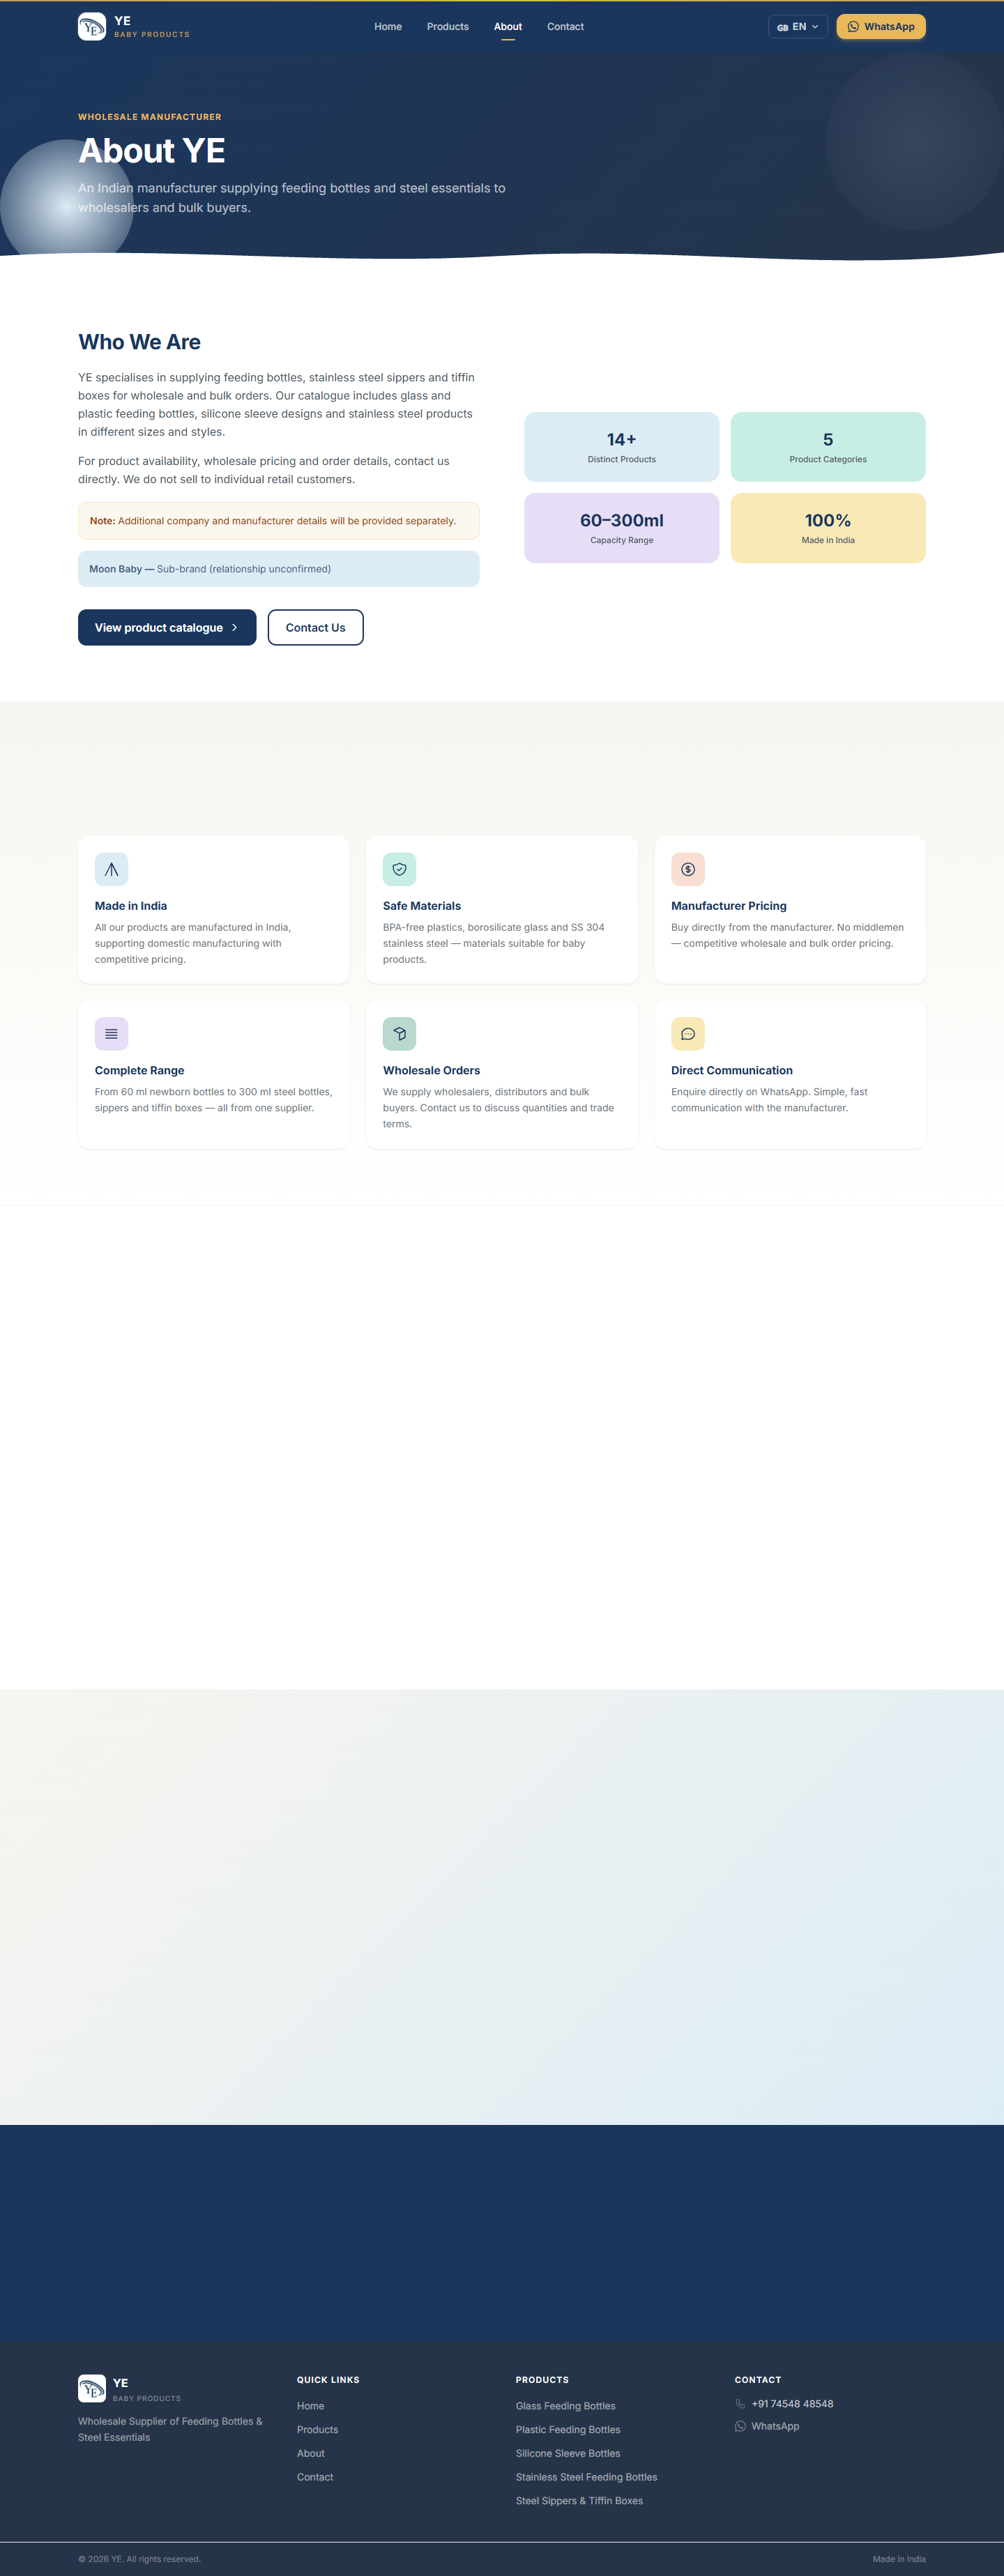 YE
BABY PRODUCTS
Home
Products
About
Contact
GB EN
WhatsApp
WHOLESALE MANUFACTURER
About YE
An Indian manufacturer supplying feeding bottles and steel essentials to
wholesalers and bulk buyers.
Who We Are
YE specialises in supplying feeding bottles, stainless steel sippers and tiffin
boxes for wholesale and bulk orders. Our catalogue includes glass and
plastic feeding bottles, silicone sleeve designs and stainless steel products
in different sizes and styles.
For product availability, wholesale pricing and order details, contact us
directly. We do not sell to individual retail customers.
Note: Additional company and manufacturer details will be provided separately.
Moon Baby — Sub-brand (relationship unconfirmed)
View product catalogue
Contact Us
14+
Distinct Products
5
Product Categories
60–300ml
Capacity Range
100%
Made in India
Made in India
All our products are manufactured in India,
supporting domestic manufacturing with
competitive pricing.
Safe Materials
BPA-free plastics, borosilicate glass and SS 304
stainless steel — materials suitable for baby
products.
Manufacturer Pricing
Buy directly from the manufacturer. No middlemen
— competitive wholesale and bulk order pricing.
Complete Range
From 60 ml newborn bottles to 300 ml steel bottles,
sippers and tiffin boxes — all from one supplier.
Wholesale Orders
We supply wholesalers, distributors and bulk
buyers. Contact us to discuss quantities and trade
terms.
Direct Communication
Enquire directly on WhatsApp. Simple, fast
communication with the manufacturer.
YE
YE
BABY PRODUCTS
Wholesale Supplier of Feeding Bottles &
Steel Essentials
QUICK LINKS
Home
Products
About
Contact
PRODUCTS
Glass Feeding Bottles
Plastic Feeding Bottles
Silicone Sleeve Bottles
Stainless Steel Feeding Bottles
Steel Sippers & Tiffin Boxes
CONTACT
+91 74548 48548
WhatsApp
© 2026 YE. All rights reserved.
Made in India